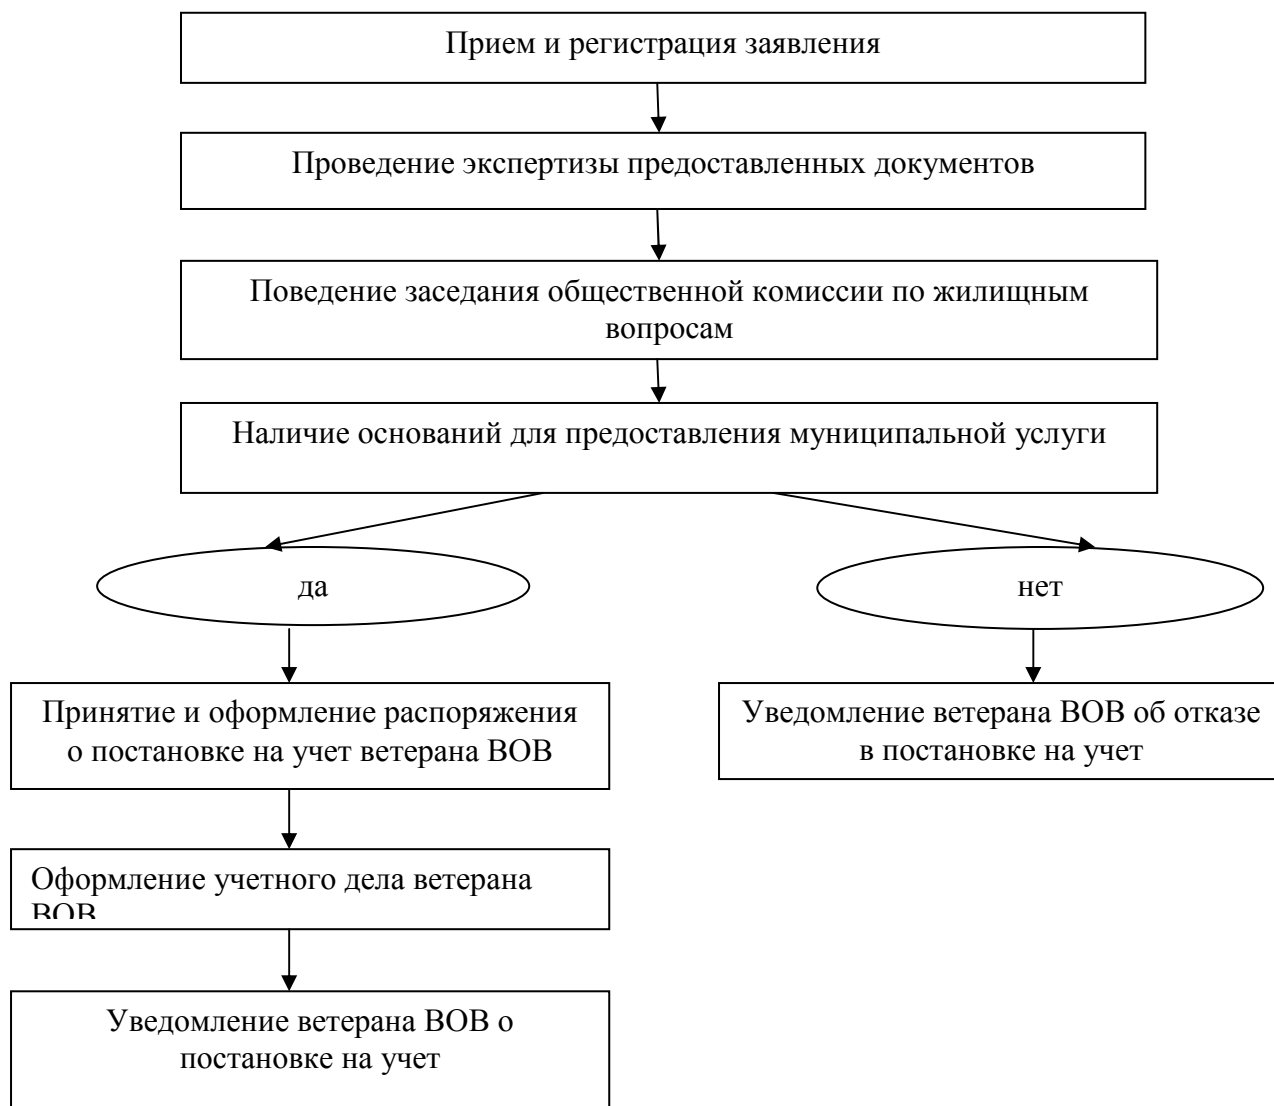 Прием и регистрация заявления
Проведение экспертизы предоставленных документов
Поведение заседания общественной комиссии по жилищным
вопросам
Наличие оснований для предоставления муниципальной услуги
да
нет
Принятие и оформление распоряжения
о постановке на учет ветерана ВОВ
Уведомление ветерана ВОВ об отказе
в постановке на учет
Оформление учетного дела ветерана
ВОВ
Уведомление ветерана ВОВ о
постановке на учет